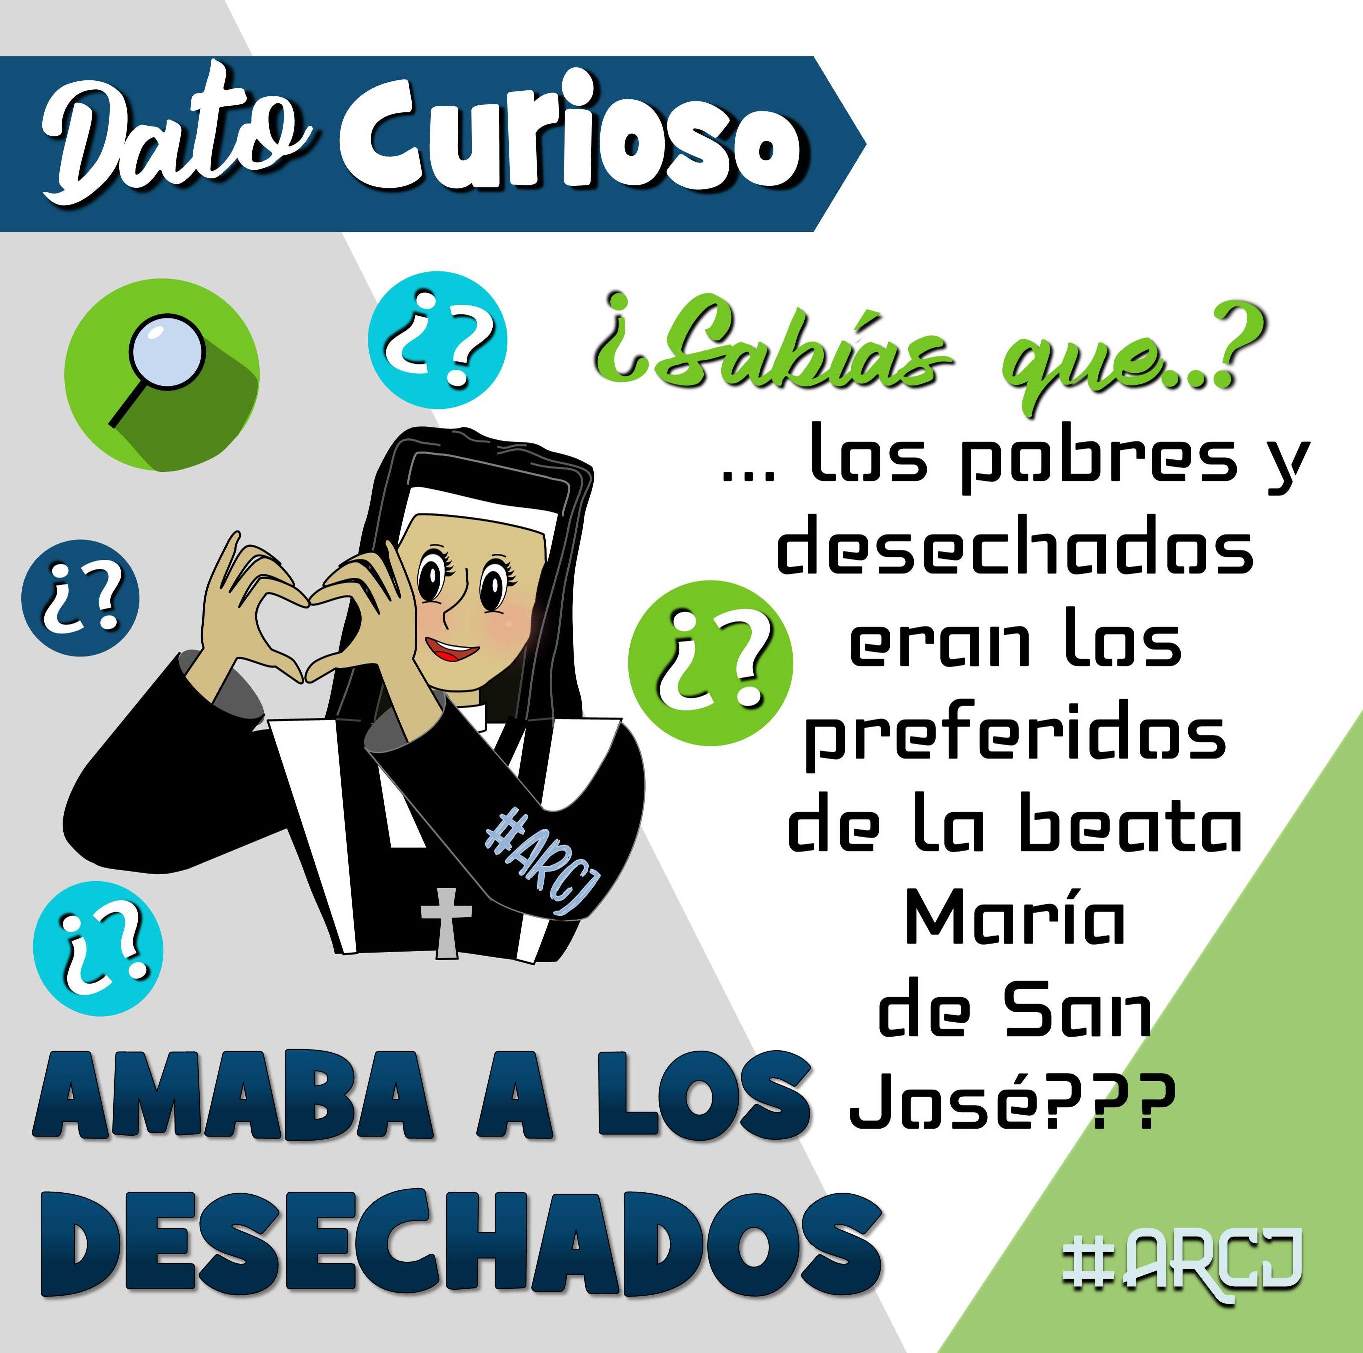 Dato Curioso
¿?
¿?
¿?
¿?
¿Sabías que..?
... los pobres y
desechados
eran los
preferidos
de la beata
María
de San
José???
#ARCJ
AMABA A LOS
DESECHADOS
#ARCJ